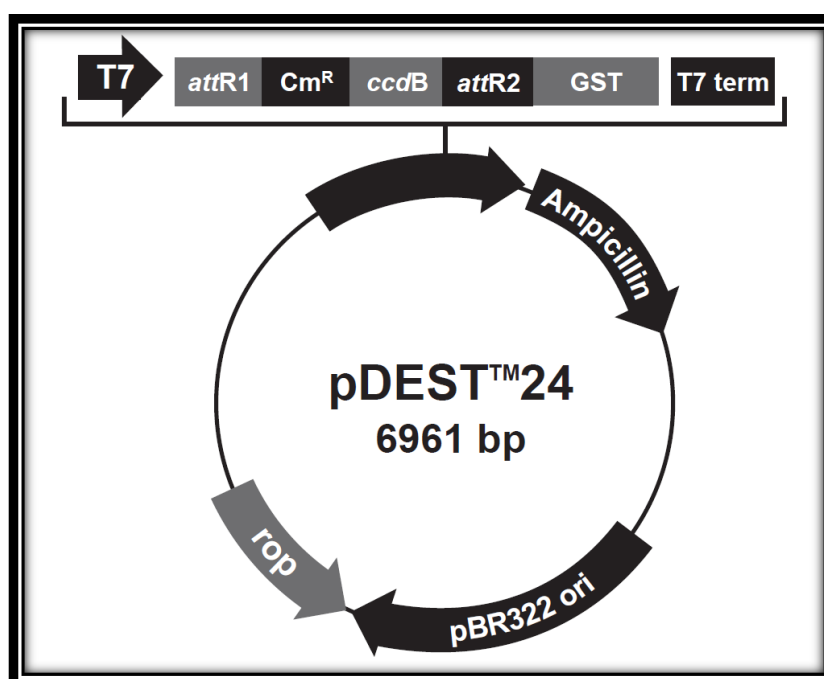 T7 attR1 Cmᴿ ccdB attR2 GST T7 term
Ampicillin
pDEST™24
6961 bp
rop
pBR322 ori